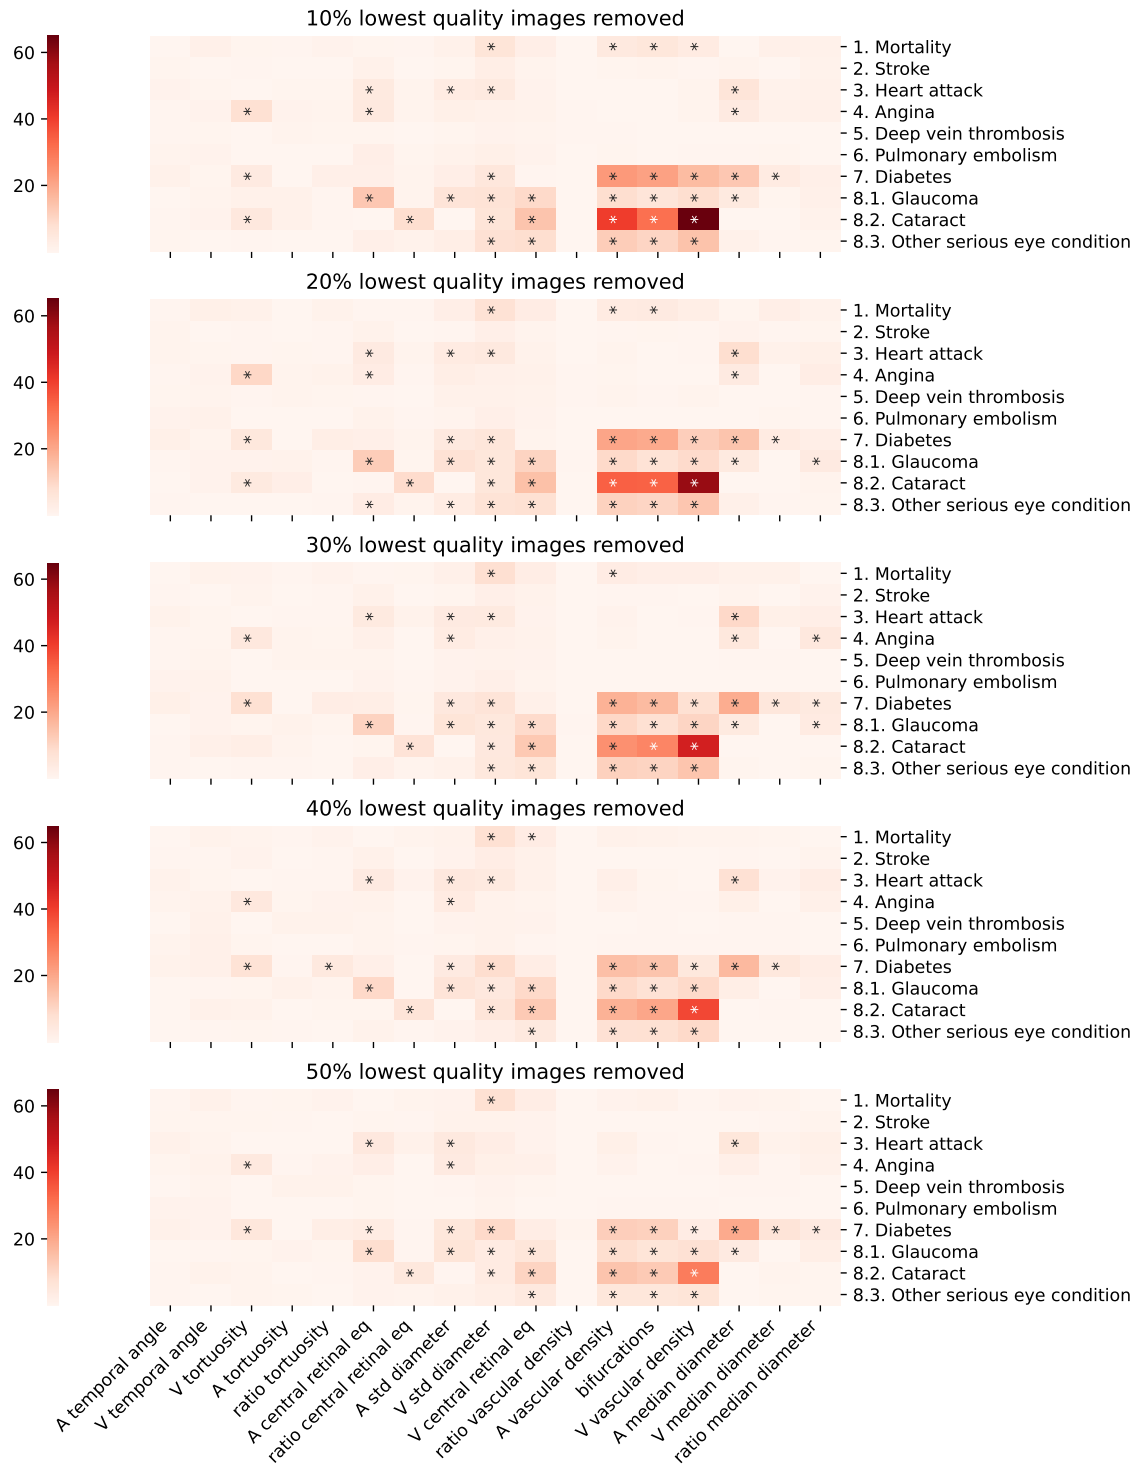 10% lowest quality images removed
60
40
20
* * * * 1. Mortality
2. Stroke
* * * * 3. Heart attack
* * * 4. Angina
5. Deep vein thrombosis
6. Pulmonary embolism
* * * * * * * 7. Diabetes
* * * * * * * * 8.1. Glaucoma
* * * * * * * 8.2. Cataract
* * * * * 8.3. Other serious eye condition
20% lowest quality images removed
60
40
20
* * * 1. Mortality
2. Stroke
* * * * 3. Heart attack
* * * 4. Angina
5. Deep vein thrombosis
6. Pulmonary embolism
* * * * * * * * 7. Diabetes
* * * * * * * * * 8.1. Glaucoma
* * * * * * * 8.2. Cataract
* * * * * * * 8.3. Other serious eye condition
30% lowest quality images removed
60
40
20
* * 1. Mortality
2. Stroke
* * * * 3. Heart attack
* * * * 4. Angina
5. Deep vein thrombosis
6. Pulmonary embolism
* * * * * * * * * 7. Diabetes
* * * * * * * * * 8.1. Glaucoma
* * * * * * 8.2. Cataract
* * * * * 8.3. Other serious eye condition
40% lowest quality images removed
60
40
20
* * 1. Mortality
2. Stroke
* * * * 3. Heart attack
* * 4. Angina
5. Deep vein thrombosis
6. Pulmonary embolism
* * * * * * * * * 7. Diabetes
* * * * * * * 8.1. Glaucoma
* * * * * * 8.2. Cataract
* * * * 8.3. Other serious eye condition
50% lowest quality images removed
60
40
20
* 1. Mortality
2. Stroke
* * * 3. Heart attack
* * 4. Angina
5. Deep vein thrombosis
6. Pulmonary embolism
* * * * * * * * * * 7. Diabetes
* * * * * * * * 8.1. Glaucoma
* * * * * * 8.2. Cataract
* * * * 8.3. Other serious eye condition
A temporal angle
V temporal angle
V tortuosity
A tortuosity
ratio tortuosity
A central retinal eq
ratio central retinal eq
A std diameter
V std diameter
V central retinal eq
ratio vascular density
A vascular density
bifurcations
V vascular density
A median diameter
V median diameter
ratio median diameter